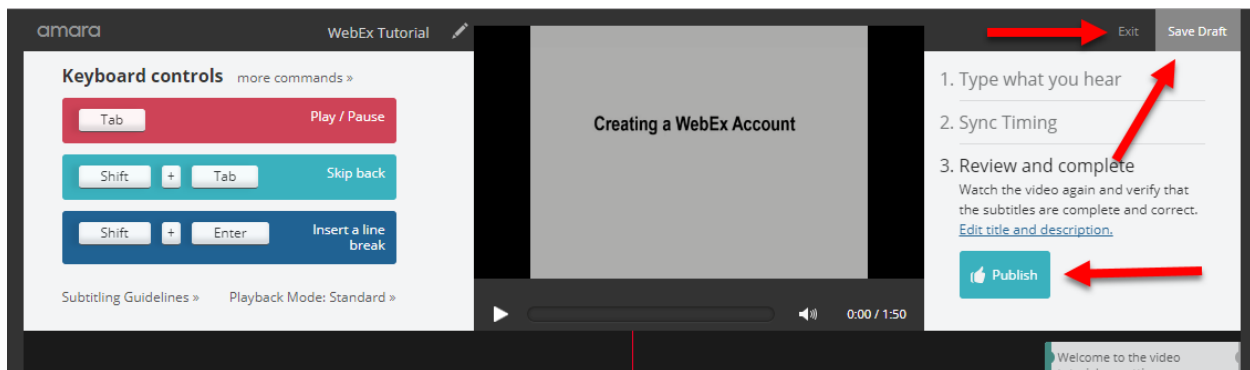 amara
WebEx Tutorial
Exit
Save Draft
Keyboard controls more commands »
Tab Play / Pause
Shift + Tab Skip back
Shift + Enter Insert a line
break
Subtitling Guidelines » Playback Mode: Standard »
Creating a WebEx Account
0:00 / 1:50
1. Type what you hear
2. Sync Timing
3. Review and complete
Watch the video again and verify that
the subtitles are complete and correct.
Edit title and description.
Publish
Welcome to the video